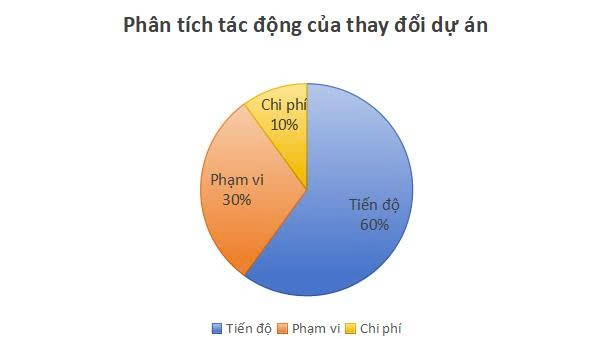 Phân tích tác động của thay đổi dự án
Chi phí
10%
Phạm vi
30%
Tiến độ
60%
Tiến độ Phạm vi Chi phí